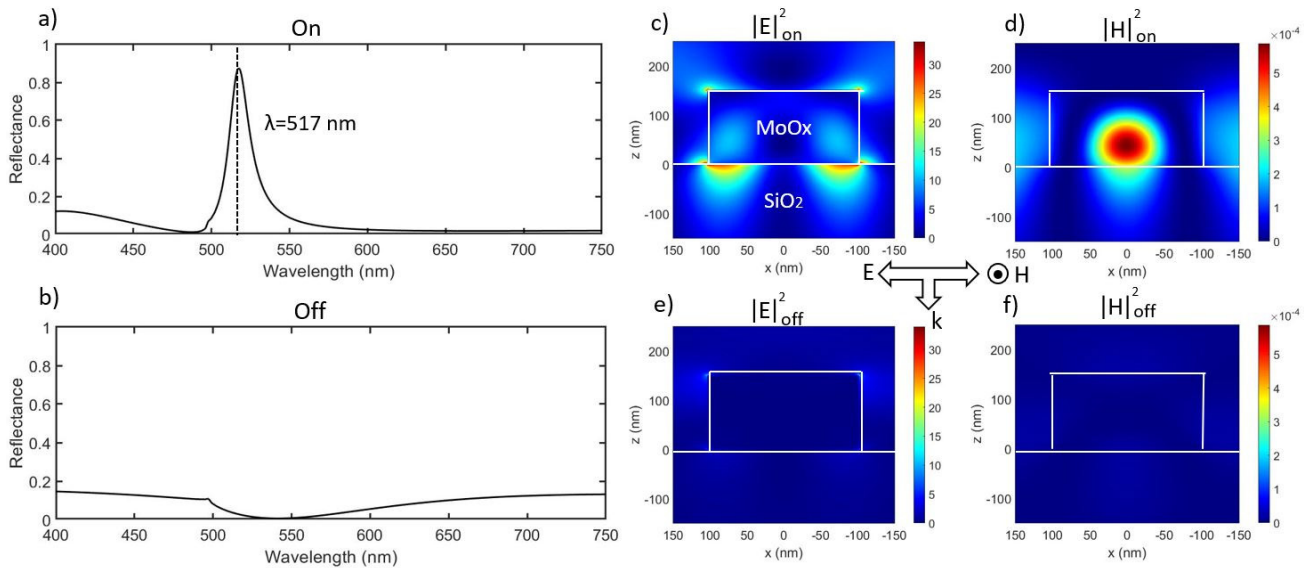 a)
On
1
0.8
0.6
0.4
0.2
0
Reflectance
λ=517 nm
400 450 500 550 600 650 700 750
Wavelength (nm)
b)
Off
1
0.8
0.6
0.4
0.2
0
Reflectance
400 450 500 550 600 650 700 750
Wavelength (nm)
c)
|E|²on
200
100
0
-100
z (nm)
MoOx
SiO₂
150 100 50 0 -50 -100 -150
x (nm)
30
25
20
15
10
5
0
d)
|H|²on
×10⁻⁴
200
100
0
-100
z (nm)
150 100 50 0 -50 -100 -150
x (nm)
5
4
3
2
1
0
E
H
k
e)
|E|²off
200
100
0
-100
z (nm)
150 100 50 0 -50 -100 -150
x (nm)
30
25
20
15
10
5
0
f)
|H|²off
×10⁻⁴
200
100
0
-100
z (nm)
150 100 50 0 -50 -100 -150
x (nm)
5
4
3
2
1
0